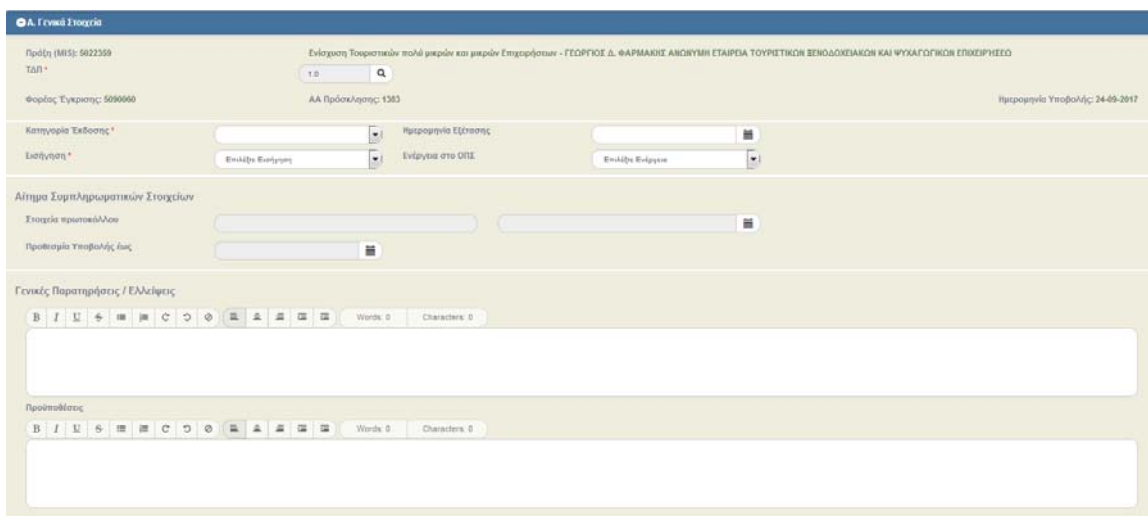 Α. Γενικά Στοιχεία
Πράξη (MIS): 5022359 Ενίσχυση Τουριστικών πολύ μικρών και μικρών Επιχειρήσεων - ΓΕΩΡΓΙΟΣ Δ. ΦΑΡΜΑΚΗΣ ΑΝΩΝΥΜΗ ΕΤΑΙΡΕΙΑ ΤΟΥΡΙΣΤΙΚΩΝ ΞΕΝΟΔΟΧΕΙΑΚΩΝ ΚΑΙ ΨΥΧΑΓΩΓΙΚΩΝ ΕΠΙΧΕΙΡΉΣΕΩ
ΤΔΠ * 1.0
Φορέας Έγκρισης: 5090060 ΑΑ Πρόσκλησης: 1383 Ημερομηνία Υποβολής: 24-09-2017
Κατηγορία Έκδοσης * Ημερομηνία Εξέτασης
Εισήγηση * Επιλέξτε Εισήγηση Ενέργεια στο ΟΠΣ Επιλέξτε Ενέργεια
Αίτημα Συμπληρωματικών Στοιχείων
Στοιχεία πρωτοκόλλου
Προθεσμία Υποβολής έως
Γενικές Παρατηρήσεις / Ελλείψεις
B I U S Words: 0 Characters: 0
Προϋποθέσεις
B I U S Words: 0 Characters: 0